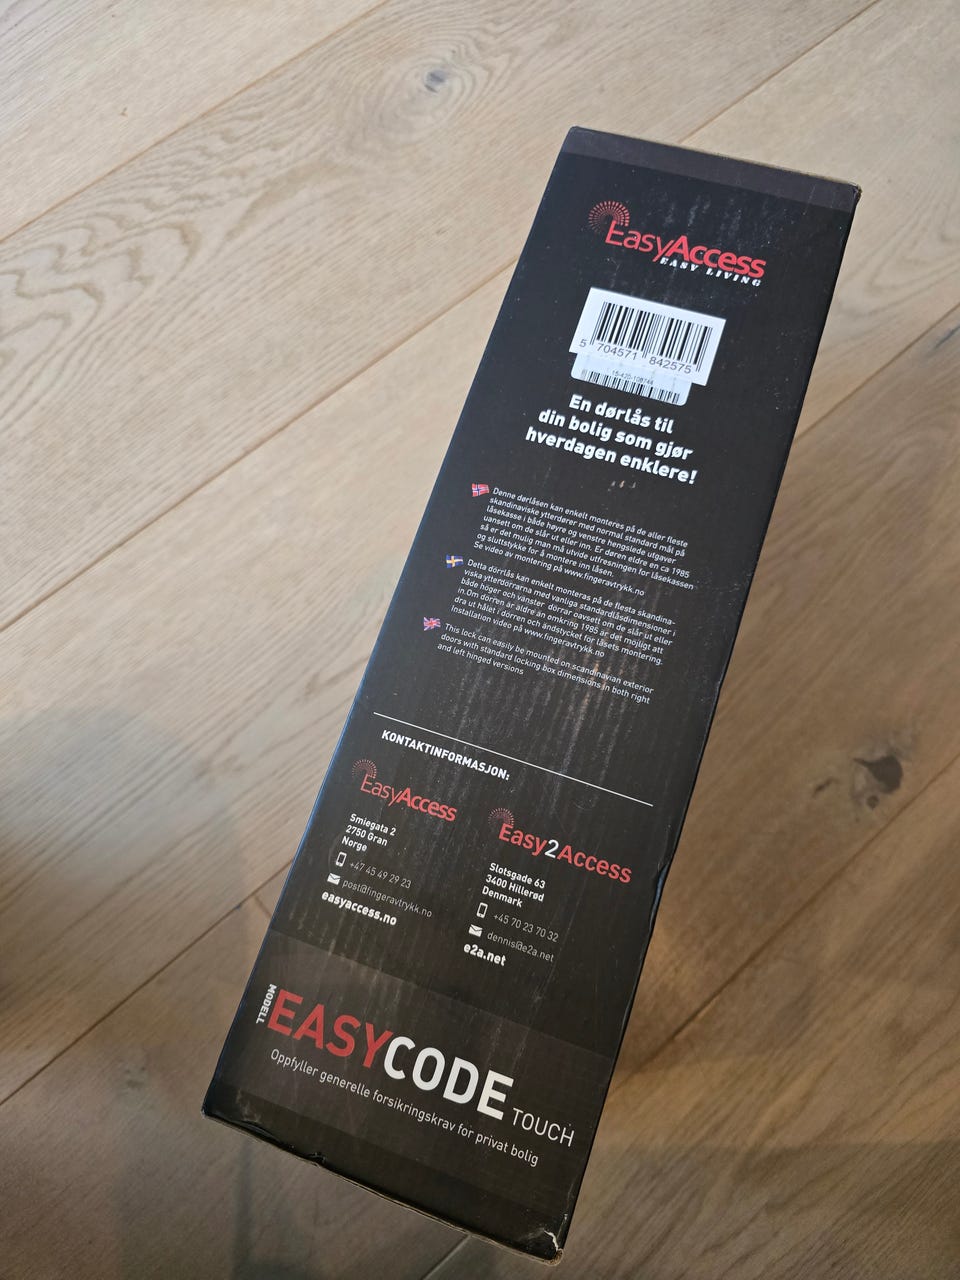 EasyAccess
EASY LIVING
5 704571 842575
En dørlås til
din bolig som gjør
hverdagen enklere!
Denne dørlåsen kan enkelt monteres på de aller fleste
skandinaviske ytterdører med normal standard mål på
låsekasse i både høyre og venstre hengslede utgaver
uansett om de slår ut eller inn. Er døren eldre en ca 1985
så er det mulig man må utvide utfresningen for låsekassen
og sluttstykke for å montere inn låsen.
Se video av montering på www.fingeravtrykk.no
Detta dörrlås kan enkelt monteras på de flesta skandina-
viska ytterdörrarna med vanliga standardlåsdimensioner i
både höger och vänster dörrar oavsett om de slår ut eller
in.Om dörren är äldre än omkring 1985 är det möjligt att
dra ut hålet i dörren och ändstycket för låsets montering.
Installation video på www.fingeravtrykk.no
This lock can easily be mounted on scandinavian exterior
doors with standard locking box dimensions in both right
and left hinged versions
KONTAKTINFORMASJON:
EasyAccess
Smiegata 2
2750 Gran
Norge
+47 45 49 29 23
post@fingeravtrykk.no
easyaccess.no
Easy2Access
Slotsgade 63
3400 Hillerød
Denmark
+45 70 23 70 32
dennis@e2a.net
e2a.net
MODELL
EASYCODE TOUCH
Oppfyller generelle forsikringskrav for privat bolig